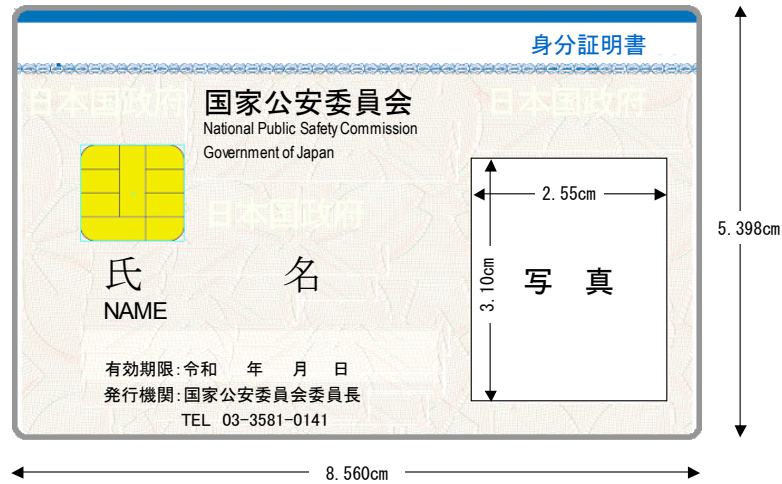 身分証明書
日本国政府
日本国政府
国家公安委員会
National Public Safety Commission
Government of Japan
2.55cm
日本国政府
5.398cm
3.10cm
写 真
氏 名
NAME
有効期限:令和 年 月 日
発行機関:国家公安委員会委員長
TEL 03-3581-0141
8.560cm